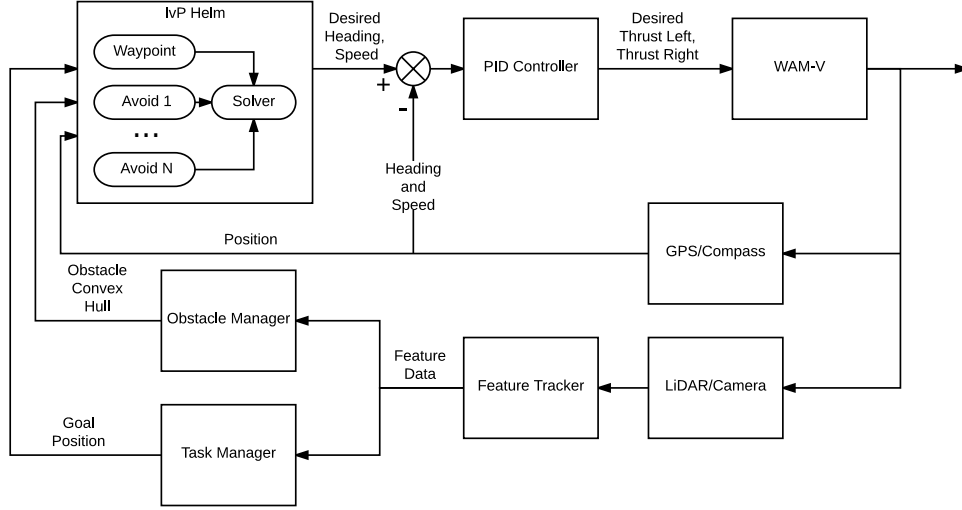 IvP Helm
Waypoint
Avoid 1
...
Avoid N
Solver
Desired
Heading,
Speed
+
-
PID Controller
Desired
Thrust Left,
Thrust Right
WAM-V
Heading
and
Speed
Position
GPS/Compass
Obstacle
Convex
Hull
Obstacle Manager
Feature
Data
Feature Tracker
LiDAR/Camera
Goal
Position
Task Manager